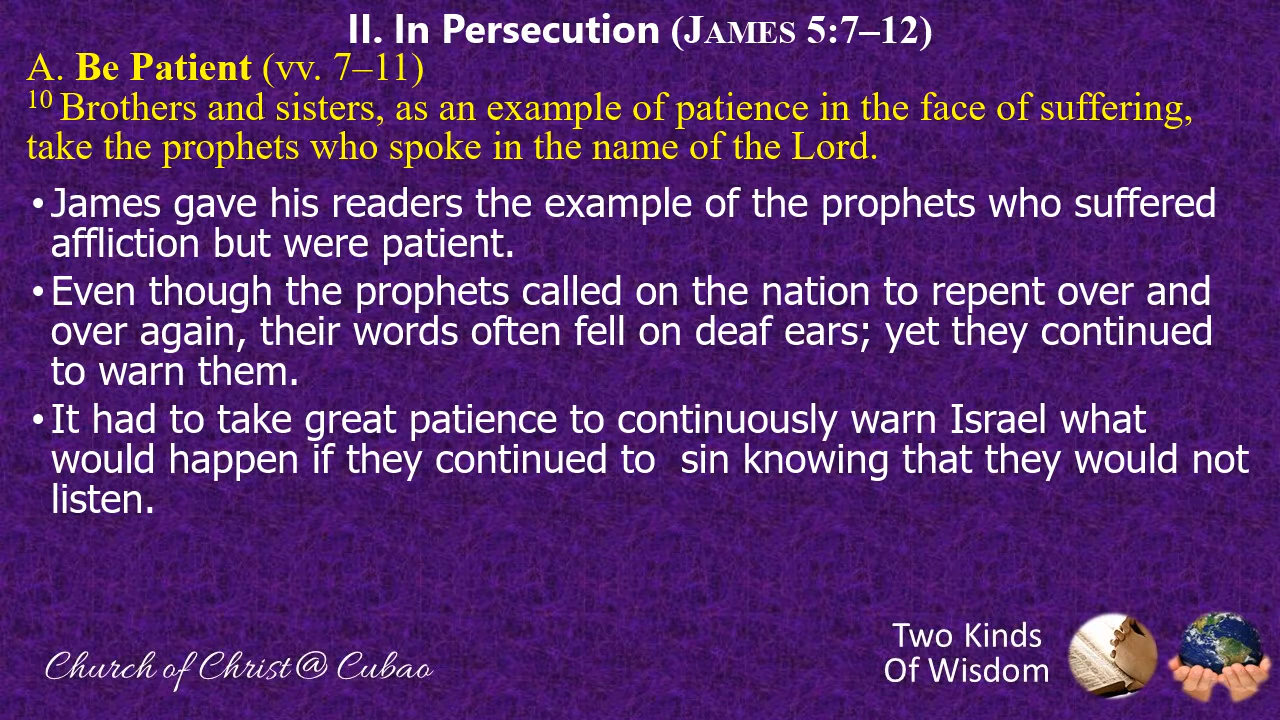 II. In Persecution (JAMES 5:7–12)
A. Be Patient (vv. 7–11)
10 Brothers and sisters, as an example of patience in the face of suffering,
take the prophets who spoke in the name of the Lord.
•James gave his readers the example of the prophets who suffered
affliction but were patient.
•Even though the prophets called on the nation to repent over and
over again, their words often fell on deaf ears; yet they continued
to warn them.
•It had to take great patience to continuously warn Israel what
would happen if they continued to  sin knowing that they would not
listen.
Church of Christ@ Cubao
Two Kinds
Of Wisdom